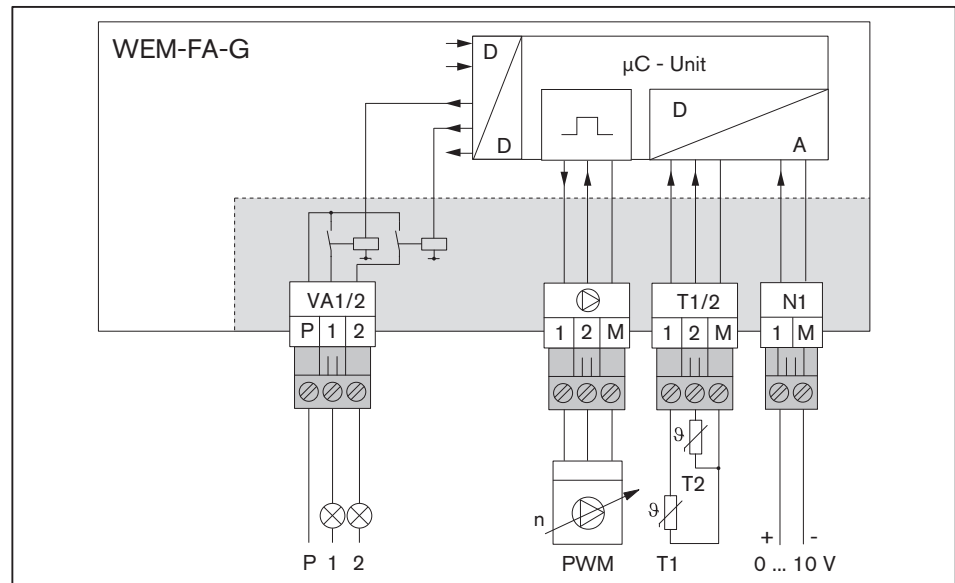 WEM-FA-G
D
µC - Unit
D
D
A
VA1/2
T1/2
N1
P 1 2
1 2 M
1 2 M
1 M
ϑ
T2
n
ϑ
+ -
P 1 2
PWM
T1
0 ... 10 V